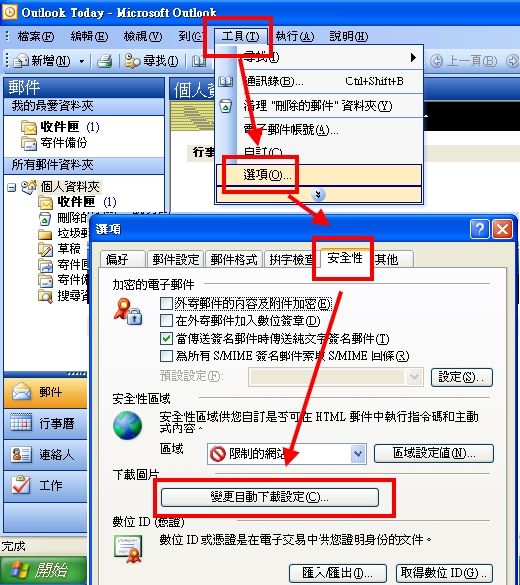 Outlook Today - Microsoft Outlook
檔案(F) 編輯(E) 檢視(V) 到(G) 工具(T) 執行(A) 說明(H)
新增(N) 尋找(I) 上一頁(B)
郵件
我的最愛資料夾
收件匣 (1)
寄件備份
所有郵件資料夾
個人資料夾
收件匣 (1)
刪除的
垃圾郵
草稿
寄件匣
寄件備
搜尋資
郵件
行事曆
連絡人
工作
完成
開始
個人資
行事
尋找(I)
通訊錄(B)... Ctrl+Shift+B
清理 "刪除的郵件" 資料夾(Y)
電子郵件帳號(A)...
自訂(C)...
選項(O)...
選項
偏好 郵件設定 郵件格式 拼字檢查 安全性 其他
加密的電子郵件
外寄郵件的內容及附件加密(E)
在外寄郵件加入數位簽章(D)
當傳送簽名郵件時傳送純文字簽名郵件(T)
為所有 S/MIME 簽名郵件索取 S/MIME 回條(R)
預設設定(F): 設定(S)...
安全性區域
安全性區域供您自訂是否可在 HTML 郵件中執行指令碼和主動
式內容。
區域 限制的網站 區域設定值(N)...
下載圖片
變更自動下載設定(C)...
數位 ID (憑證)
數位 ID 或憑證是在電子交易中供您證明身份的文件。
匯入/匯出(I)... 取得數位 ID(G)...